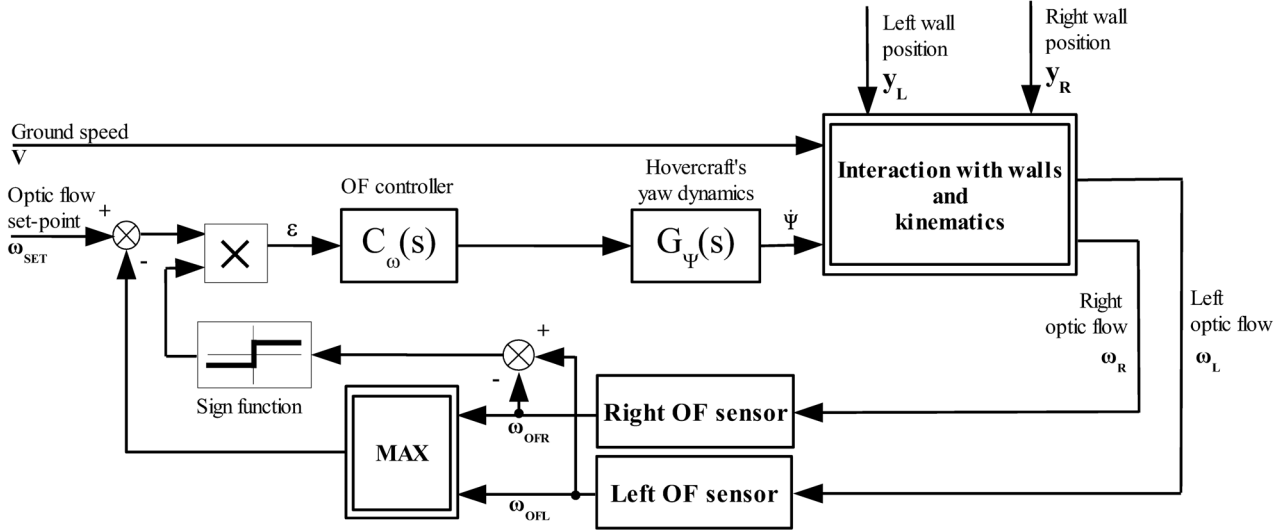 Left wall
position
y_L
Right wall
position
y_R
Ground speed
v
Optic flow
set-point
ω_SET
+
-
×
ε
OF controller
C_ω(s)
Hovercraft's
yaw dynamics
G_Ψ(s)
Ψ̇
Interaction with walls
and
kinematics
Right
optic flow
ω_R
Left
optic flow
ω_L
Sign function
+
-
MAX
ω_OFR
Right OF sensor
ω_OFL
Left OF sensor